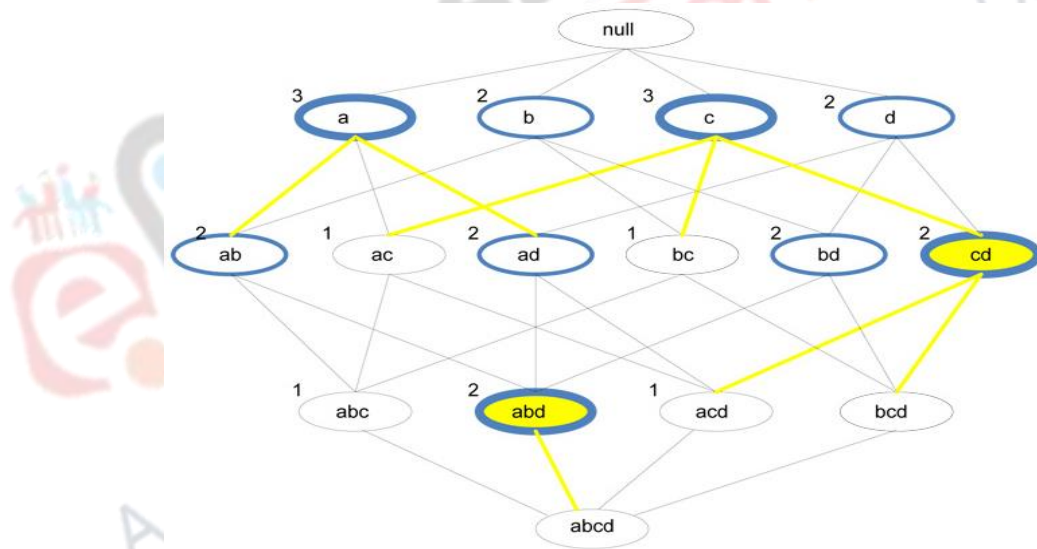 null
3 a 2 b 3 c 2 d
2 ab 1 ac 2 ad 1 bc 2 bd 2 cd
1 abc 2 abd 1 acd bcd
abcd